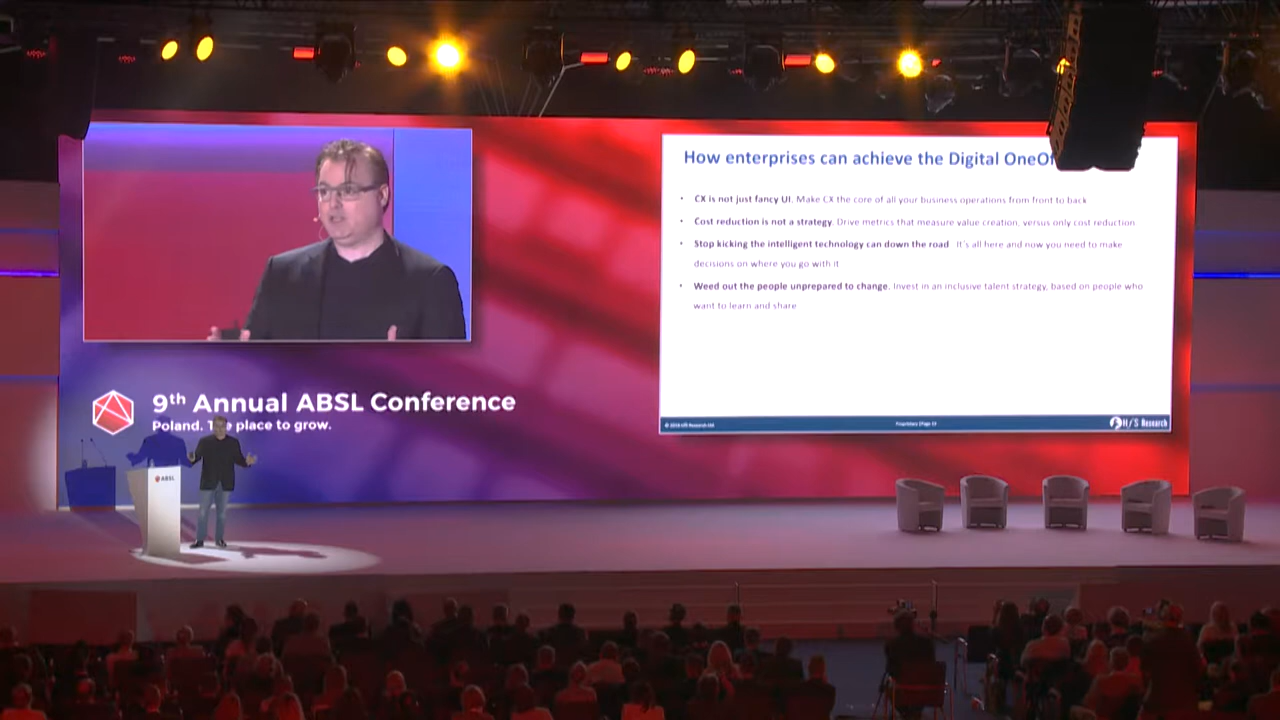 How enterprises can achieve the Digital
CX is not just fancy UI. Make CX the core of all your business operations from front to back
Cost reduction is not a strategy. Drive metrics that measure value creation, versus only cost reduction
Stop kicking the intelligent technology can down the road It's all here and now you need to make
decisions on where you go with it
Weed out the people unprepared to change. Invest in an inclusive talent strategy, based on people who
want to learn and share
9th Annual ABSL Conference
Poland. The place to grow.
Research
ABSL